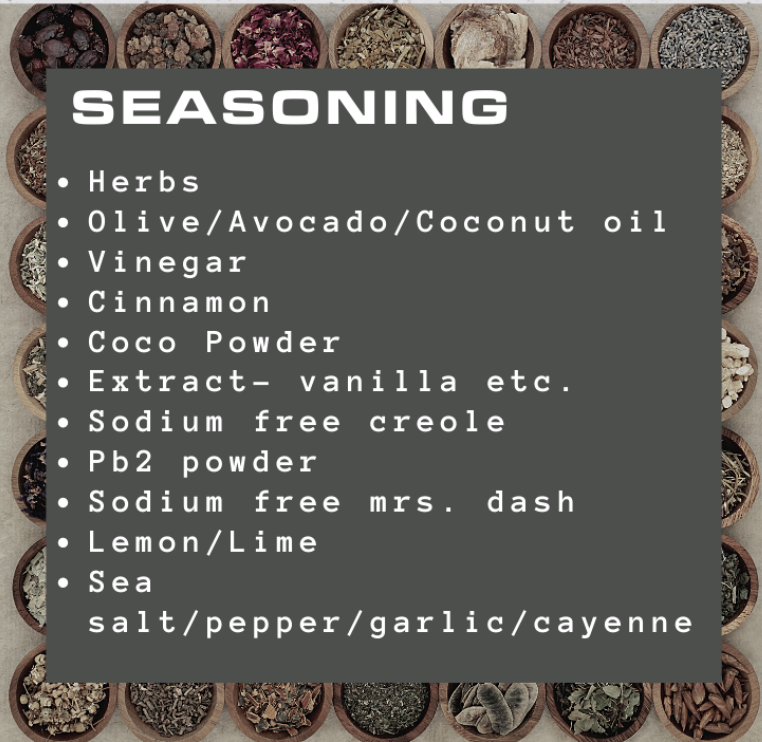 SEASONING
• Herbs
• Olive/Avocado/Coconut oil
• Vinegar
• Cinnamon
• Coco Powder
• Extract- vanilla etc.
• Sodium free creole
• Pb2 powder
• Sodium free mrs. dash
• Lemon/Lime
• Sea
salt/pepper/garlic/cayenne